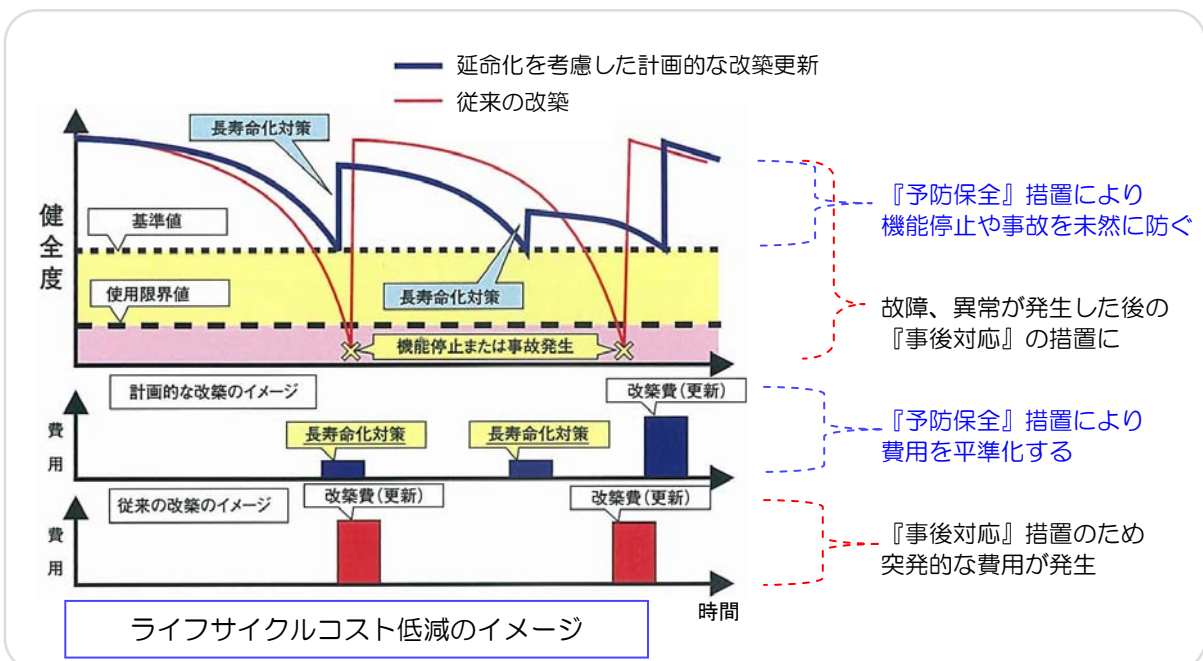 延命化を考慮した計画的な改築更新
従来の改築
長寿命化対策
健全度
基準値
使用限界値
長寿命化対策
機能停止または事故発生
『予防保全』措置により
機能停止や事故を未然に防ぐ
故障、異常が発生した後の
『事後対応』の措置に
計画的な改築のイメージ
改築費(更新)
費用
長寿命化対策
長寿命化対策
『予防保全』措置により
費用を平準化する
従来の改築のイメージ
改築費(更新)
改築費(更新)
費用
『事後対応』措置のため
突発的な費用が発生
時間
ライフサイクルコスト低減のイメージ